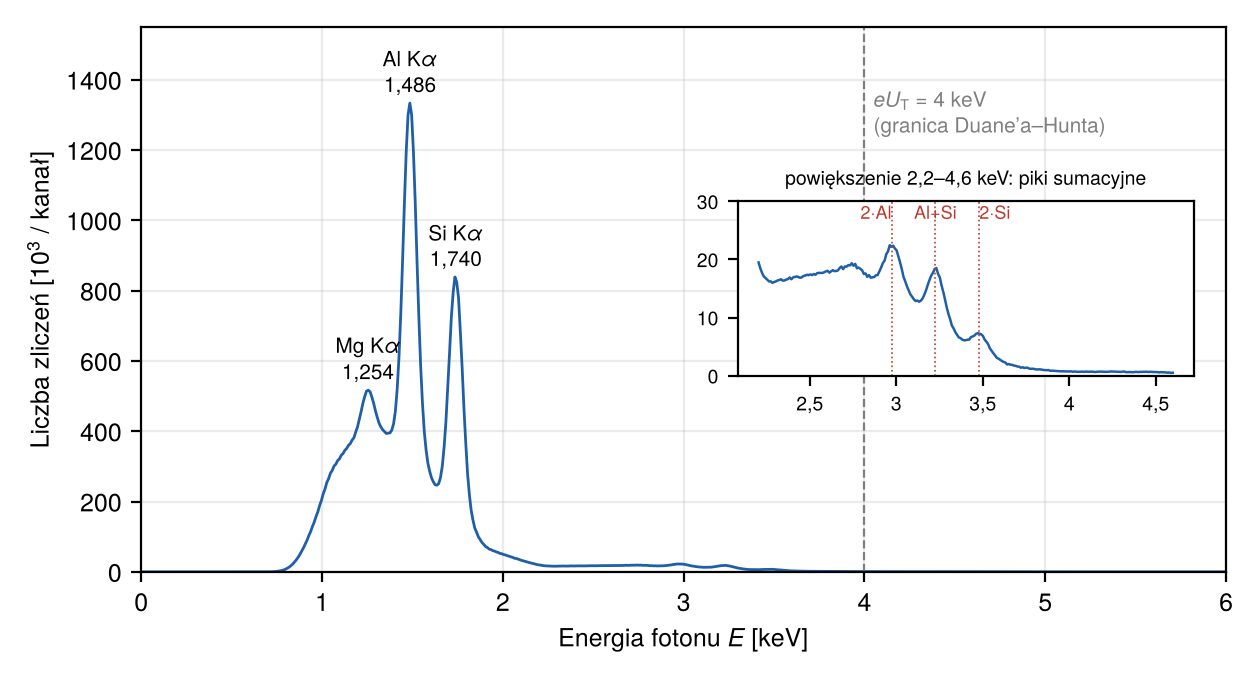 Al Kα
1,486
Si Kα
1,740
Mg Kα
1,254
eU_T = 4 keV
(granica Duane’a–Hunta)
powiększenie 2,2–4,6 keV: piki sumacyjne
2·Al
Al+Si
2·Si
30
20
10
0
2,5
3
3,5
4
4,5
1400
1200
1000
800
600
400
200
0
Liczba zliczeń [10³ / kanał]
0
1
2
3
4
5
6
Energia fotonu E [keV]